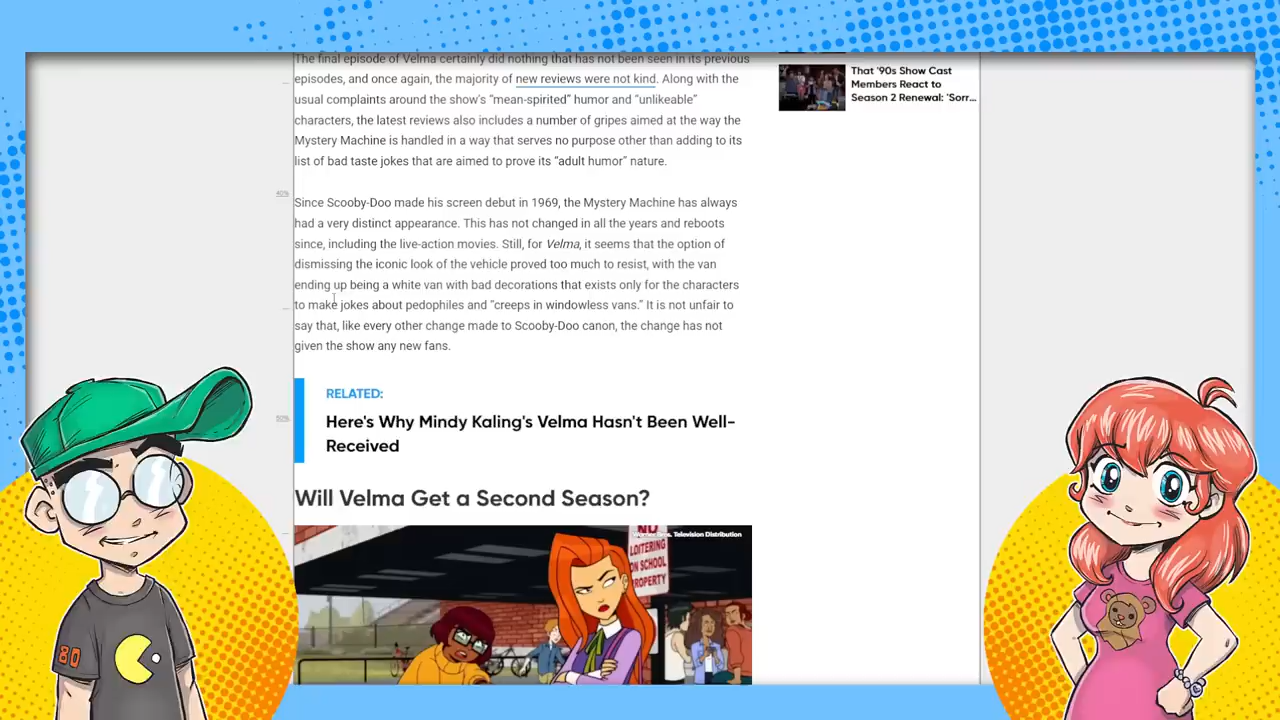 The final episode of Velma certainly did nothing that has not been seen in its previous
episodes, and once again, the majority of new reviews were not kind. Along with the
usual complaints around the show's "mean-spirited" humor and "unlikeable"
characters, the latest reviews also includes a number of gripes aimed at the way the
Mystery Machine is handled in a way that serves no purpose other than adding to its
list of bad taste jokes that are aimed to prove its "adult humor" nature.
Since Scooby-Doo made his screen debut in 1969, the Mystery Machine has always
had a very distinct appearance. This has not changed in all the years and reboots
since, including the live-action movies. Still, for Velma, it seems that the option of
dismissing the iconic look of the vehicle proved too much to resist, with the van
ending up being a white van with bad decorations that exists only for the characters
to make jokes about pedophiles and "creeps in windowless vans." It is not unfair to
say that, like every other change made to Scooby-Doo canon, the change has not
given the show any new fans.
RELATED:
Here's Why Mindy Kaling's Velma Hasn't Been Well-
Received
Will Velma Get a Second Season?
Warner Bros. Television Distribution
NO
LOITERING
ON SCHOOL
PROPERTY
That '90s Show Cast
Members React to
Season 2 Renewal: 'Sorr...
80